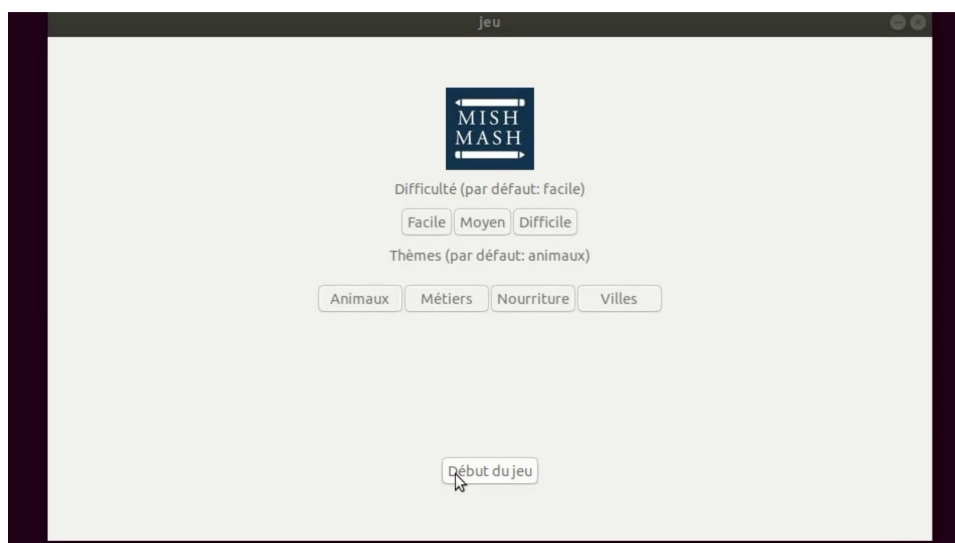 jeu
MISH
MASH
Difficulté (par défaut: facile)
Facile Moyen Difficile
Thèmes (par défaut: animaux)
Animaux Métiers Nourriture Villes
Début du jeu